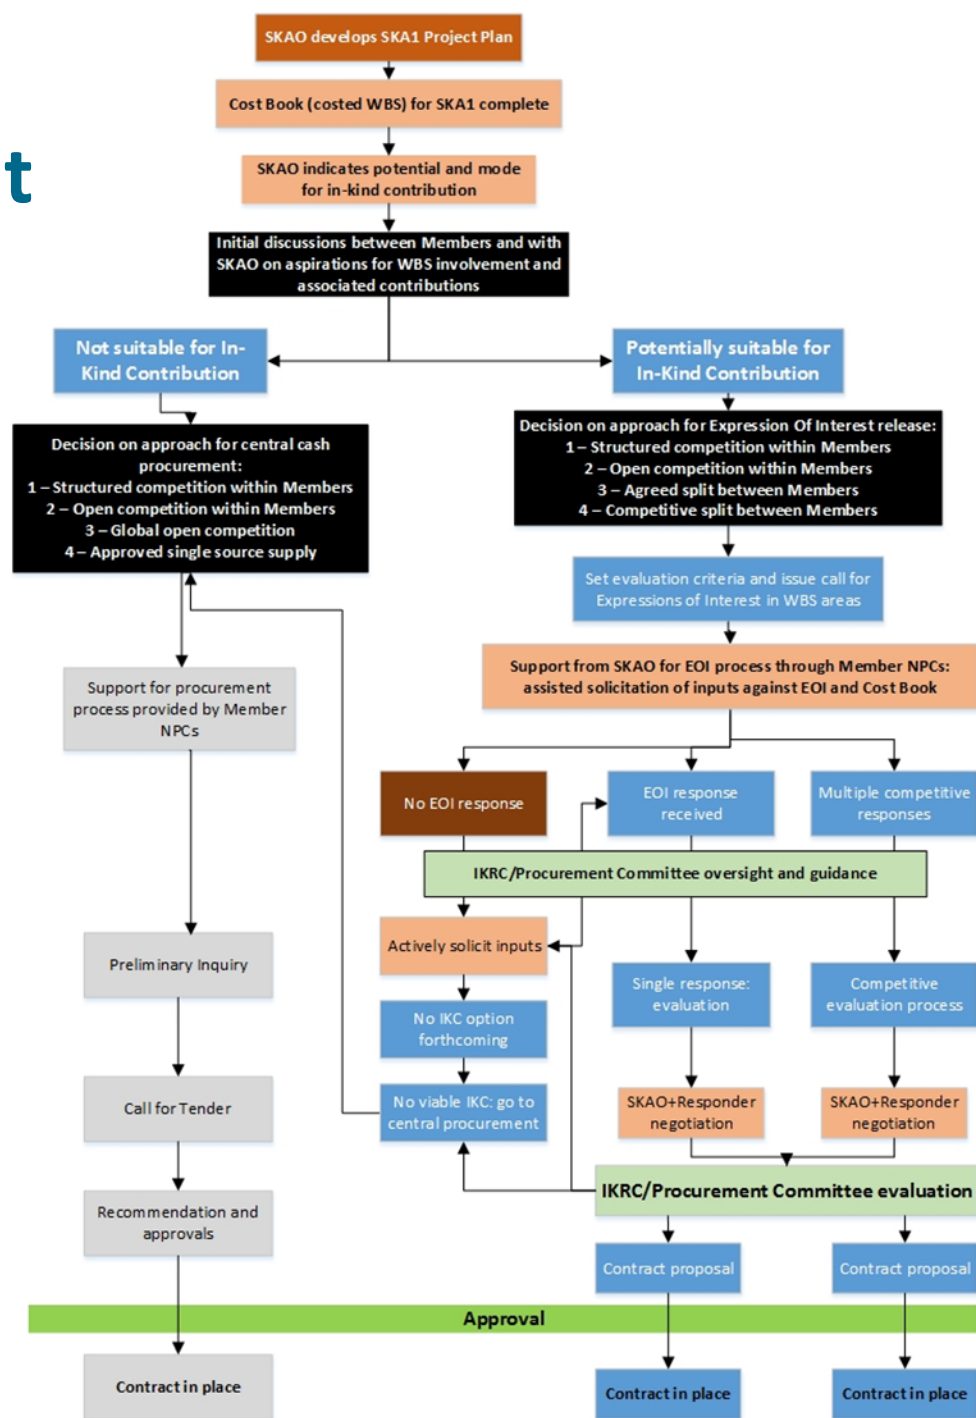 SKAO develops SKA1 Project Plan
Cost Book (costed WBS) for SKA1 complete
t
SKAO indicates potential and mode
for in-kind contribution
Initial discussions between Members and with
SKAO on aspirations for WBS involvement and
associated contributions
Not suitable for In-
Kind Contribution
Potentially suitable for
In-Kind Contribution
Decision on approach for central cash
procurement:
1 – Structured competition within Members
2 – Open competition within Members
3 – Global open competition
4 – Approved single source supply
Decision on approach for Expression Of Interest release:
1 – Structured competition within Members
2 – Open competition within Members
3 – Agreed split between Members
4 – Competitive split between Members
Set evaluation criteria and issue call for
Expressions of Interest in WBS areas
Support from SKAO for EOI process through Member NPCs:
assisted solicitation of inputs against EOI and Cost Book
Support for procurement
process provided by Member
NPCs
No EOI response
EOI response
received
Multiple competitive
responses
IKRC/Procurement Committee oversight and guidance
Actively solicit inputs
Preliminary Inquiry
Single response:
evaluation
Competitive
evaluation process
No IKC option
forthcoming
No viable IKC: go to
central procurement
Call for Tender
SKAO+Responder
negotiation
SKAO+Responder
negotiation
IKRC/Procurement Committee evaluation
Recommendation and
approvals
Contract proposal
Contract proposal
Approval
Contract in place
Contract in place
Contract in place